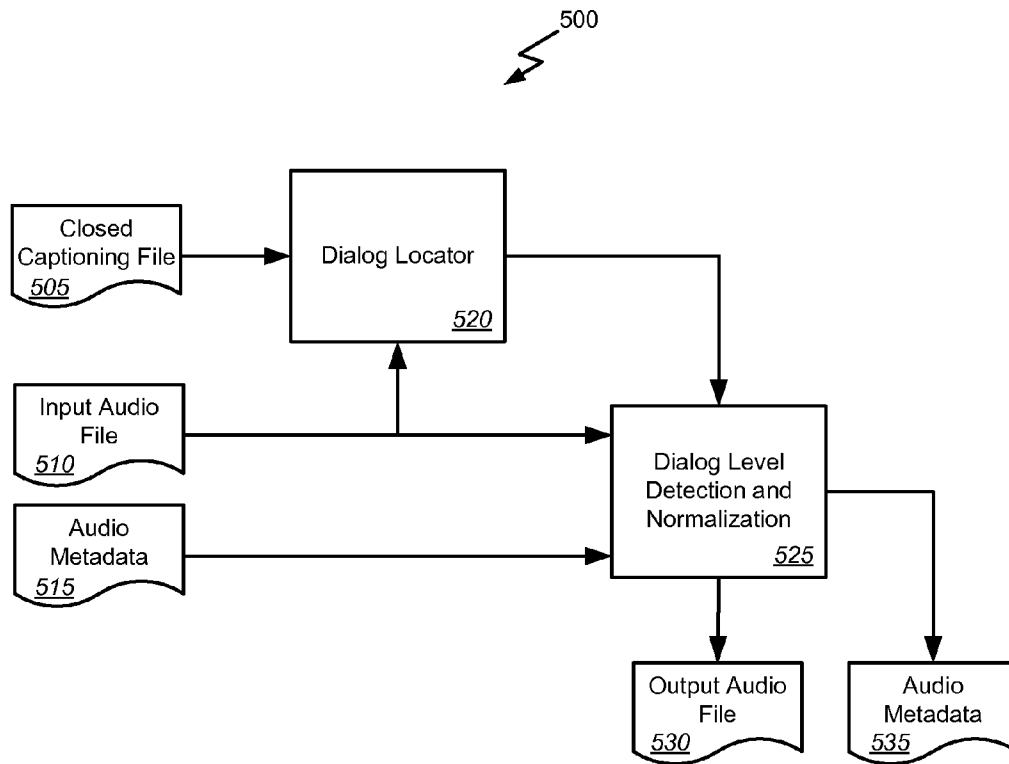 500
Closed
Captioning File
505
Dialog Locator
520
Input Audio
File
510
Dialog Level
Detection and
Normalization
525
Audio
Metadata
515
Output Audio
File
530
Audio
Metadata
535